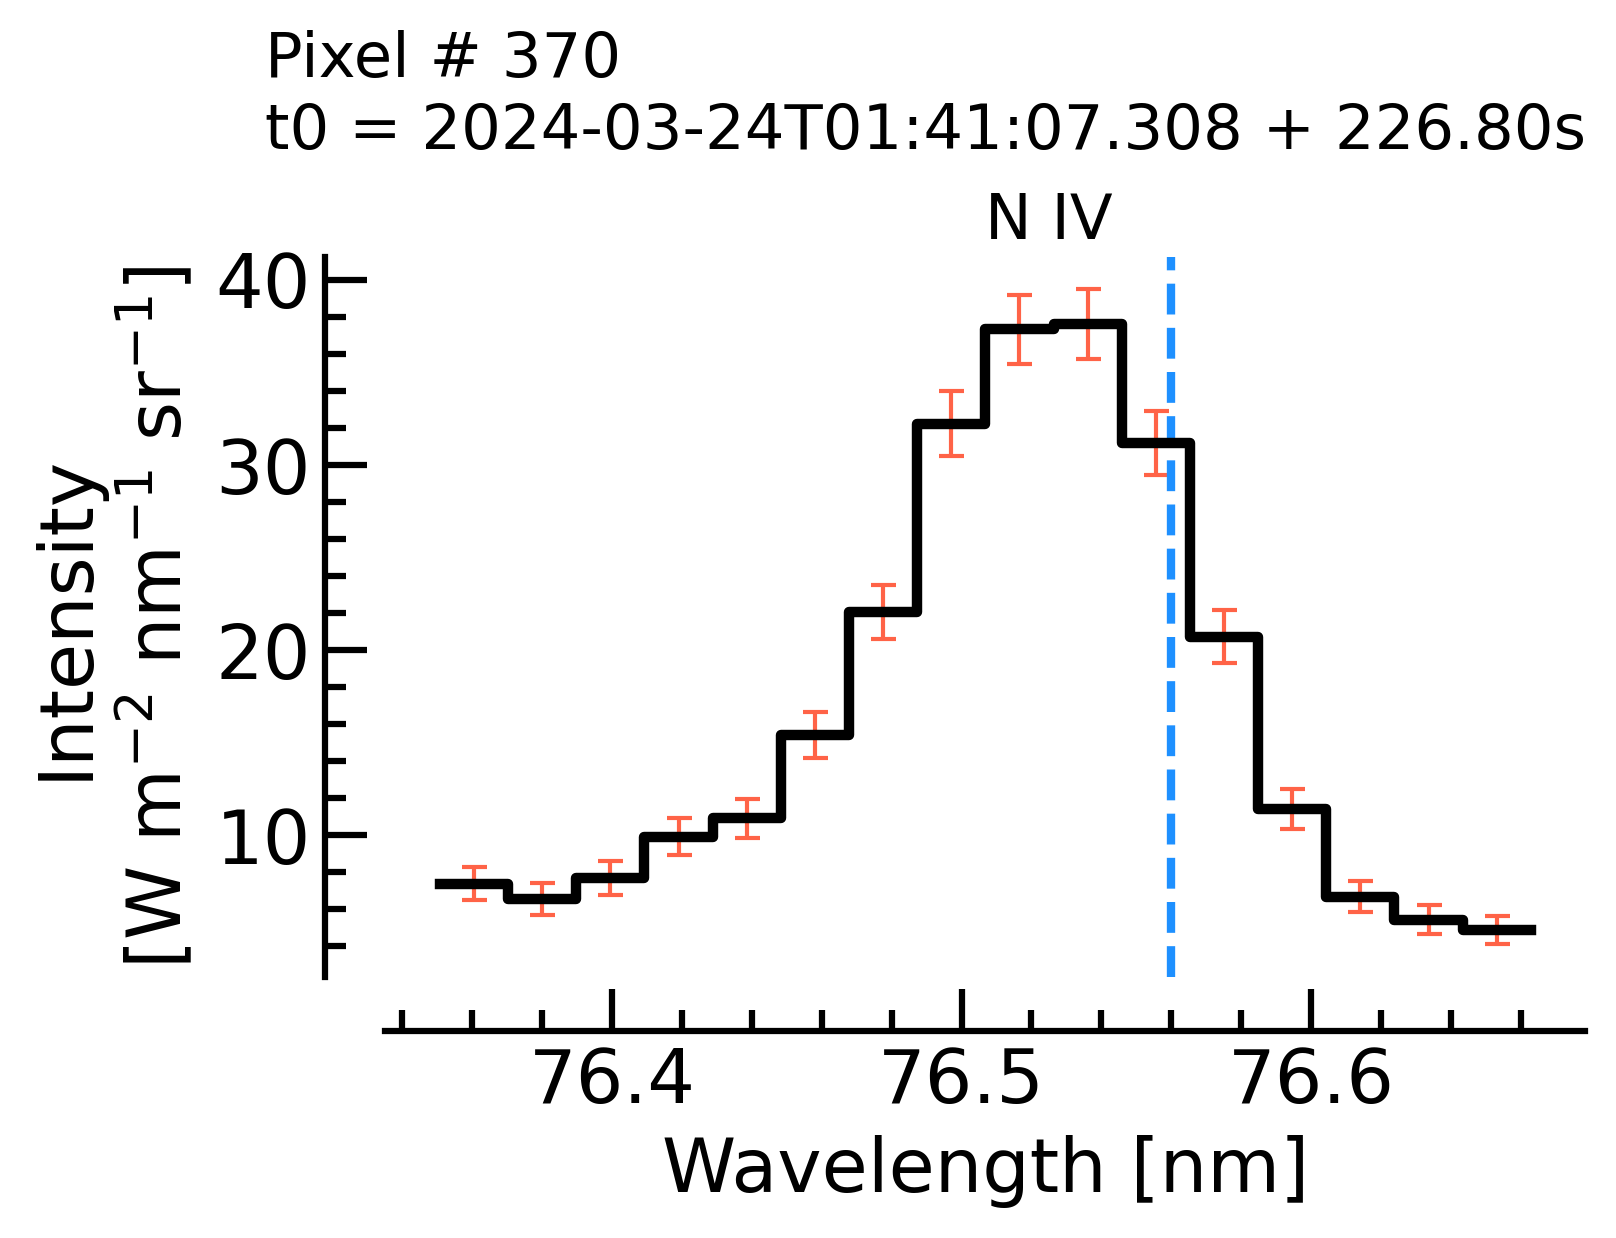 Pixel # 370
t0 = 2024-03-24T01:41:07.308 + 226.80s
N IV
Intensity
[W m⁻² nm⁻¹ sr⁻¹]
40
30
20
10
76.4 76.5 76.6
Wavelength [nm]